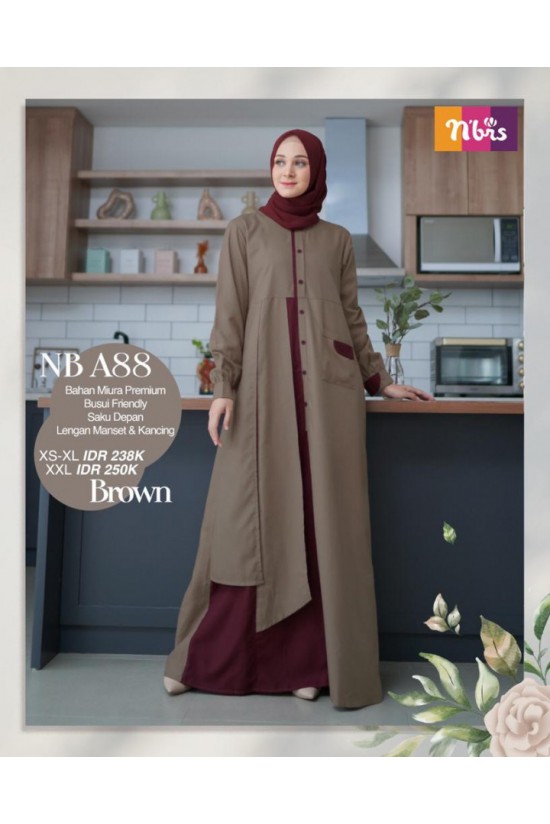 N'brs
NB A88
Bahan Miura Premium
Busui Friendly
Saku Depan
Lengan Manset & Kancing
XS-XL IDR 238K
XXL IDR 250K
Brown